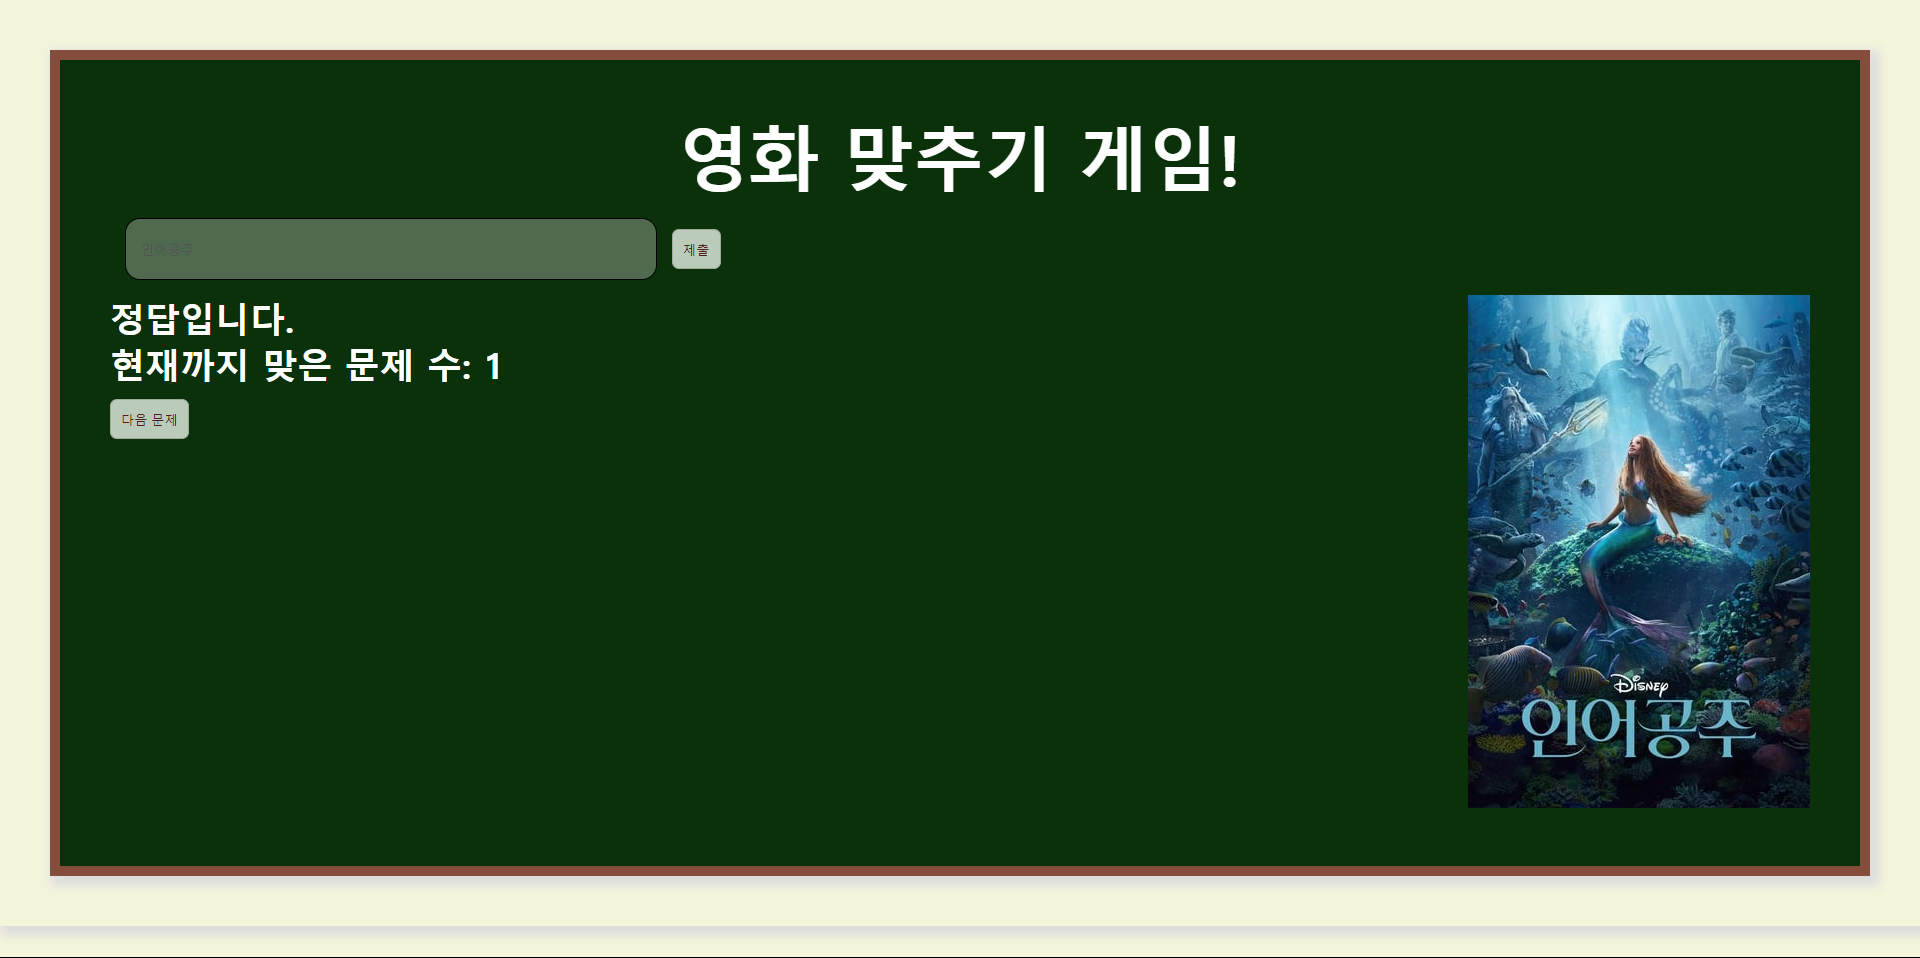 영화 맞추기 게임!
인어공주
제출
정답입니다.
현재까지 맞은 문제 수: 1
다음 문제
Disney
인어공주